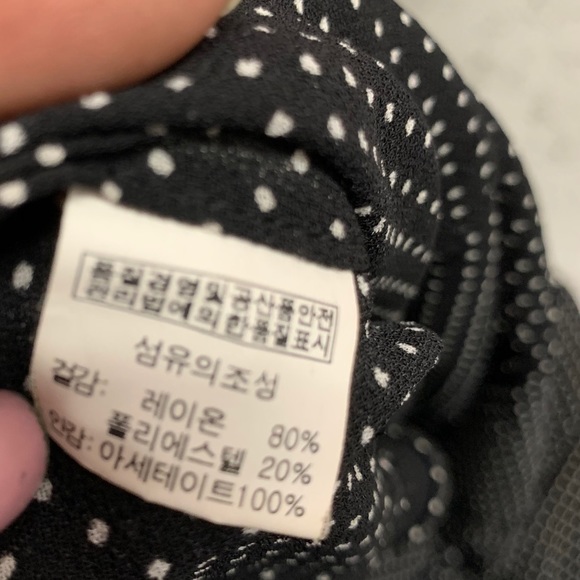 품질경영및공산품안전
관리법에의한품질표시
섬유의조성
겉감: 레이온 80%
폴리에스텔 20%
안감: 아세테이트100%